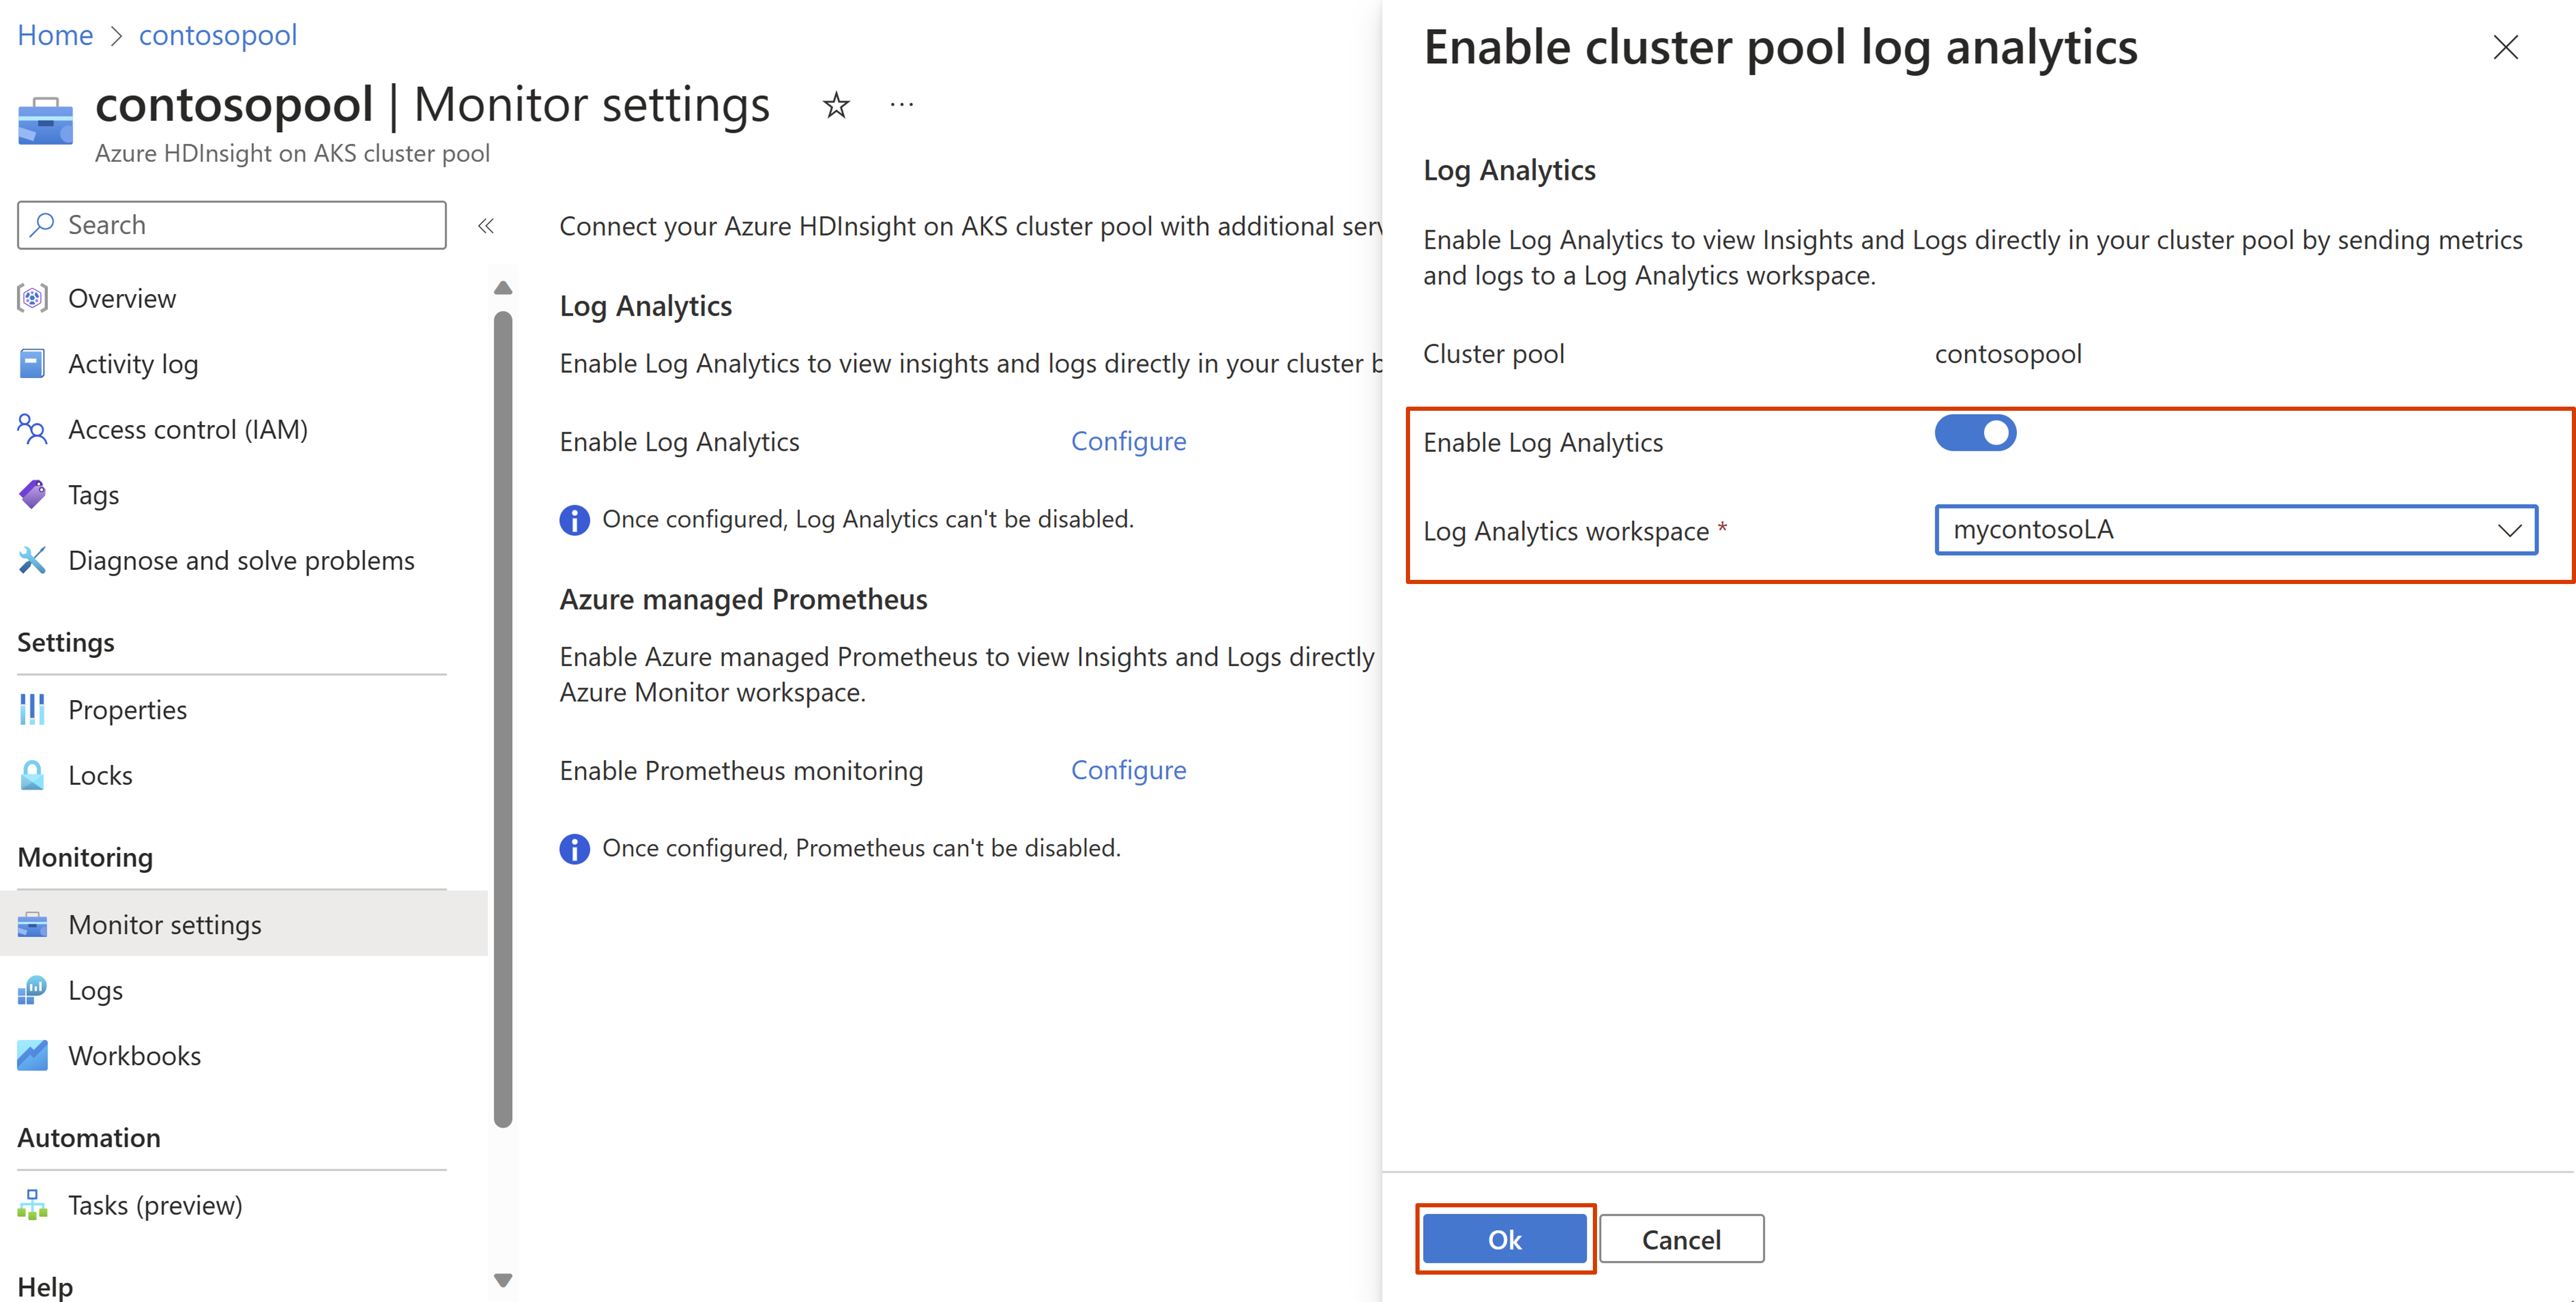 Home > contosopool
contosopool | Monitor settings
Azure HDInsight on AKS cluster pool
Search
Overview
Activity log
Access control (IAM)
Tags
Diagnose and solve problems
Settings
Properties
Locks
Monitoring
Monitor settings
Logs
Workbooks
Automation
Tasks (preview)
Help
Connect your Azure HDInsight on AKS cluster pool with additional
Log Analytics
Enable Log Analytics to view insights and logs directly in your cluster
Enable Log Analytics Configure
Once configured, Log Analytics can't be disabled.
Azure managed Prometheus
Enable Azure managed Prometheus to view Insights and Logs directly
Azure Monitor workspace.
Enable Prometheus monitoring Configure
Once configured, Prometheus can't be disabled.
Enable cluster pool log analytics
Log Analytics
Enable Log Analytics to view Insights and Logs directly in your cluster pool by sending metrics
and logs to a Log Analytics workspace.
Cluster pool contosopool
Enable Log Analytics
Log Analytics workspace * mycontosoLA
Ok Cancel